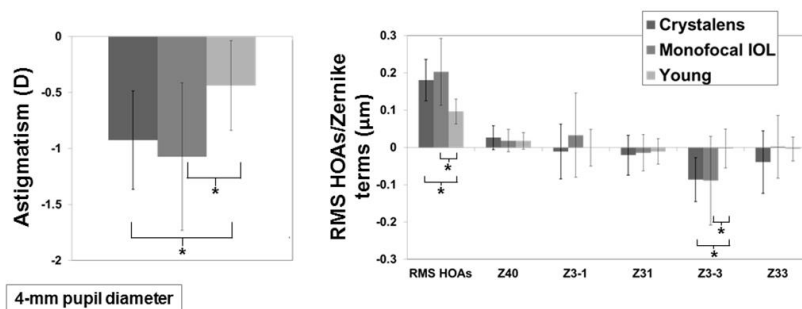 0
-0.5
-1
-1.5
-2
Astigmatism (D)
*
*
4-mm pupil diameter
0.3
0.2
0.1
0
-0.1
-0.2
-0.3
RMS HOAs/Zernike
terms (µm)
Crystalens
Monofocal IOL
Young
*
*
*
*
RMS HOAs Z40 Z3-1 Z31 Z3-3 Z33